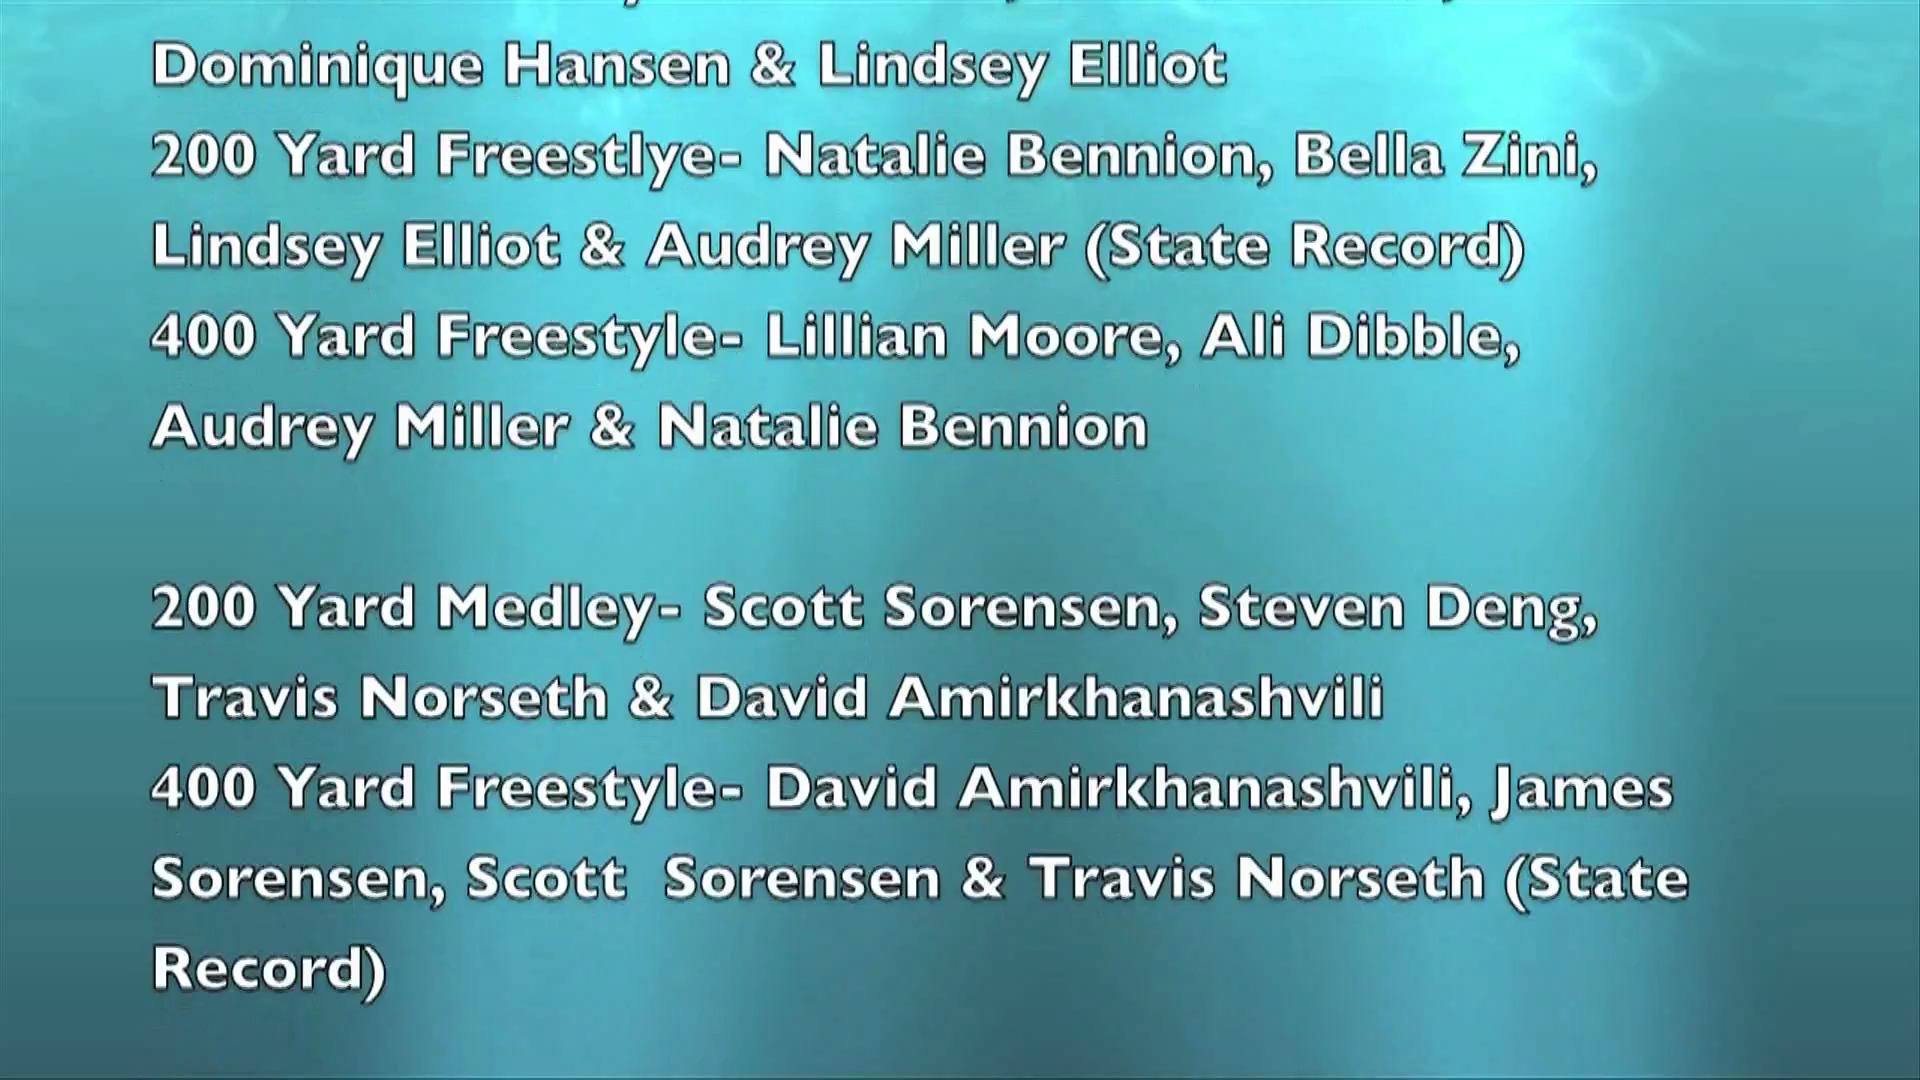 Dominique Hansen & Lindsey Elliot
200 Yard Freestlye- Natalie Bennion, Bella Zini,
Lindsey Elliot & Audrey Miller (State Record)
400 Yard Freestyle- Lillian Moore, Ali Dibble,
Audrey Miller & Natalie Bennion
200 Yard Medley- Scott Sorensen, Steven Deng,
Travis Norseth & David Amirkhanashvili
400 Yard Freestyle- David Amirkhanashvili, James
Sorensen, Scott  Sorensen & Travis Norseth (State
Record)